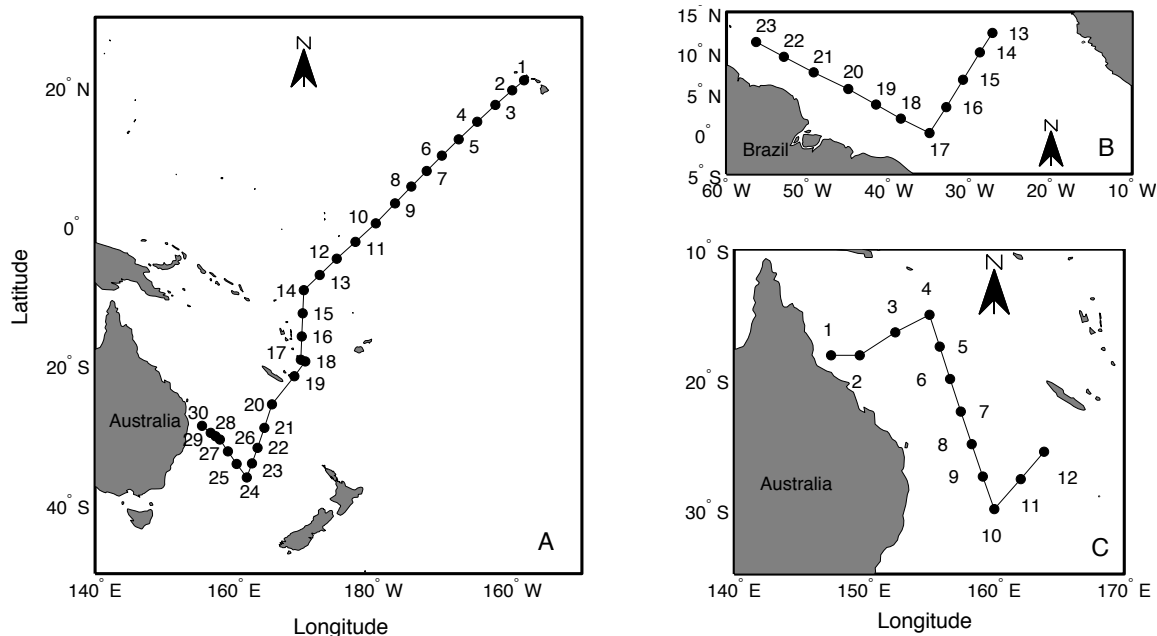 N
1
2
3
4
5
6
7
8
9
10
11
12
13
14
15
16
17
18
19
20
21
22
23
24
25
26
27
28
29
30
Australia
A
20° N
0°
20° S
40° S
140° E
160° E
180° W
160° W
Latitude
Longitude
15° N
10° N
5° N
0°
5° S
23
22
21
20
19
18
17
16
15
14
13
Brazil
N
B
60° W
50° W
40° W
30° W
20° W
10° W
10° S
20° S
30° S
N
1
2
3
4
5
6
7
8
9
10
11
12
Australia
C
140° E
150° E
160° E
170° E
Longitude